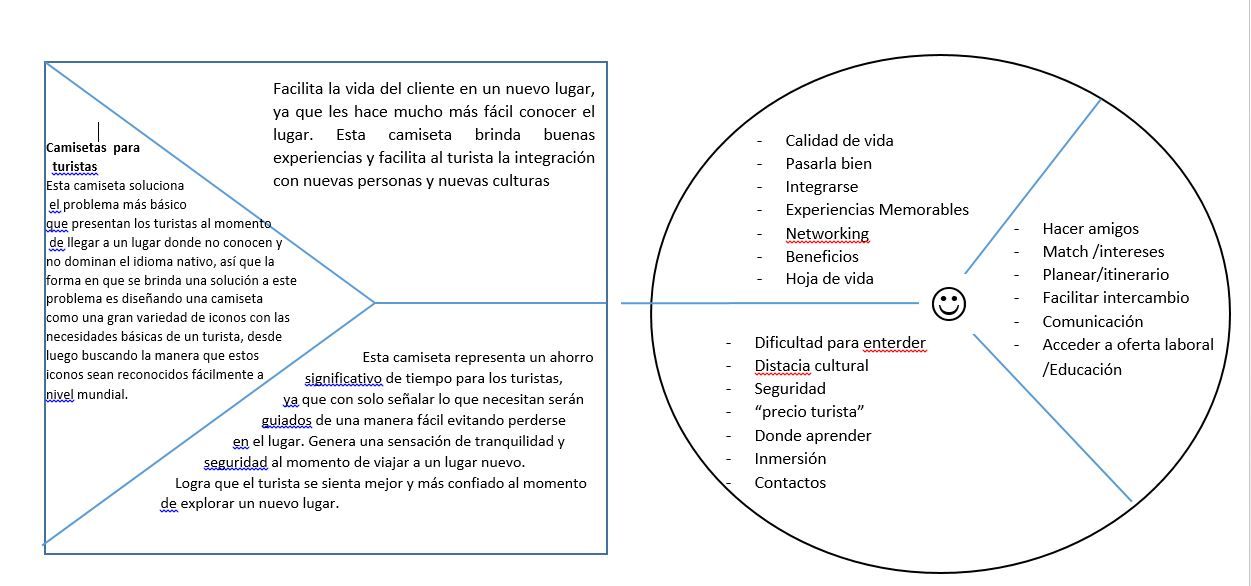 Camisetas para
turistas
Esta camiseta soluciona
el problema más básico
que presentan los turistas al momento
de llegar a un lugar donde no conocen y
no dominan el idioma nativo, así que la
forma en que se brinda una solución a este
problema es diseñando una camiseta
como una gran variedad de iconos con las
necesidades básicas de un turista, desde
luego buscando la manera que estos
iconos sean reconocidos fácilmente a
nivel mundial.
Facilita la vida del cliente en un nuevo lugar,
ya que les hace mucho más fácil conocer el
lugar. Esta camiseta brinda buenas
experiencias y facilita al turista la integración
con nuevas personas y nuevas culturas
Esta camiseta representa un ahorro
significativo de tiempo para los turistas,
ya que con solo señalar lo que necesitan serán
guiados de una manera fácil evitando perderse
en el lugar. Genera una sensación de tranquilidad y
seguridad al momento de viajar a un lugar nuevo.
Logra que el turista se sienta mejor y más confiado al momento
de explorar un nuevo lugar.
- Calidad de vida
- Pasarla bien
- Integrarse
- Experiencias Memorables
- Networking
- Beneficios
- Hoja de vida
- Hacer amigos
- Match /intereses
- Planear/itinerario
- Facilitar intercambio
- Comunicación
- Acceder a oferta laboral
/Educación
- Dificultad para enterder
- Distacia cultural
- Seguridad
- “precio turista”
- Donde aprender
- Inmersión
- Contactos